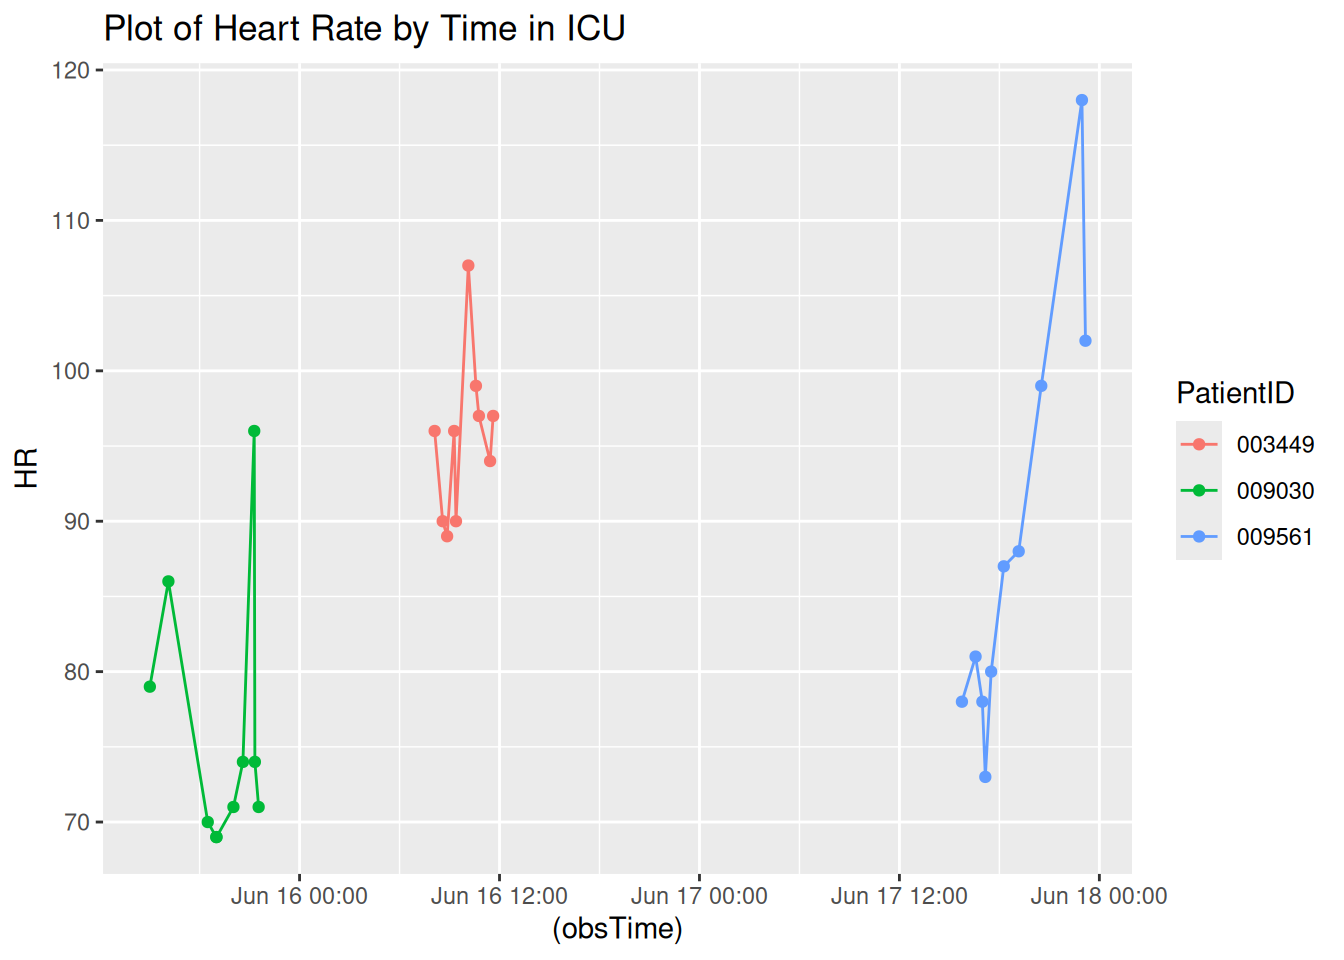 Plot of Heart Rate by Time in ICU
120
110
100
90
80
70
HR
Jun 16 00:00
Jun 16 12:00
Jun 17 00:00
Jun 17 12:00
Jun 18 00:00
(obsTime)
PatientID
003449
009030
009561